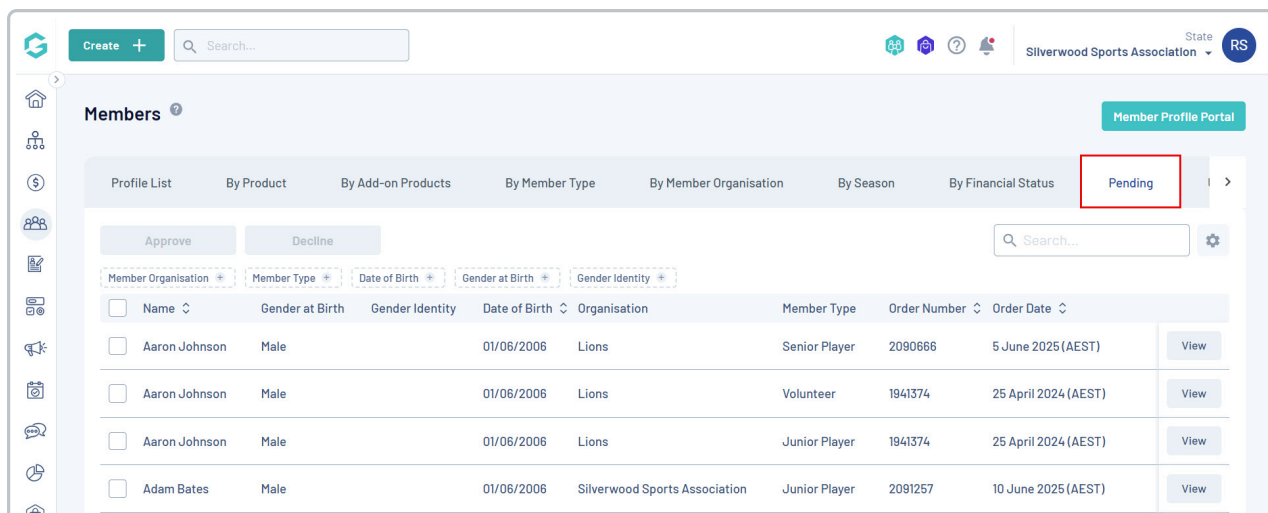 Create +
Search...
State
Silverwood Sports Association
RS
Members
Member Profile Portal
Profile List By Product By Add-on Products By Member Type By Member Organisation By Season By Financial Status Pending
Approve Decline Search...
Member Organisation + Member Type + Date of Birth + Gender at Birth + Gender Identity +
Name Gender at Birth Gender Identity Date of Birth Organisation Member Type Order Number Order Date
Aaron Johnson Male 01/06/2006 Lions Senior Player 2090666 5 June 2025 (AEST) View
Aaron Johnson Male 01/06/2006 Lions Volunteer 1941374 25 April 2024 (AEST) View
Aaron Johnson Male 01/06/2006 Lions Junior Player 1941374 25 April 2024 (AEST) View
Adam Bates Male 01/06/2006 Silverwood Sports Association Junior Player 2091257 10 June 2025 (AEST) View